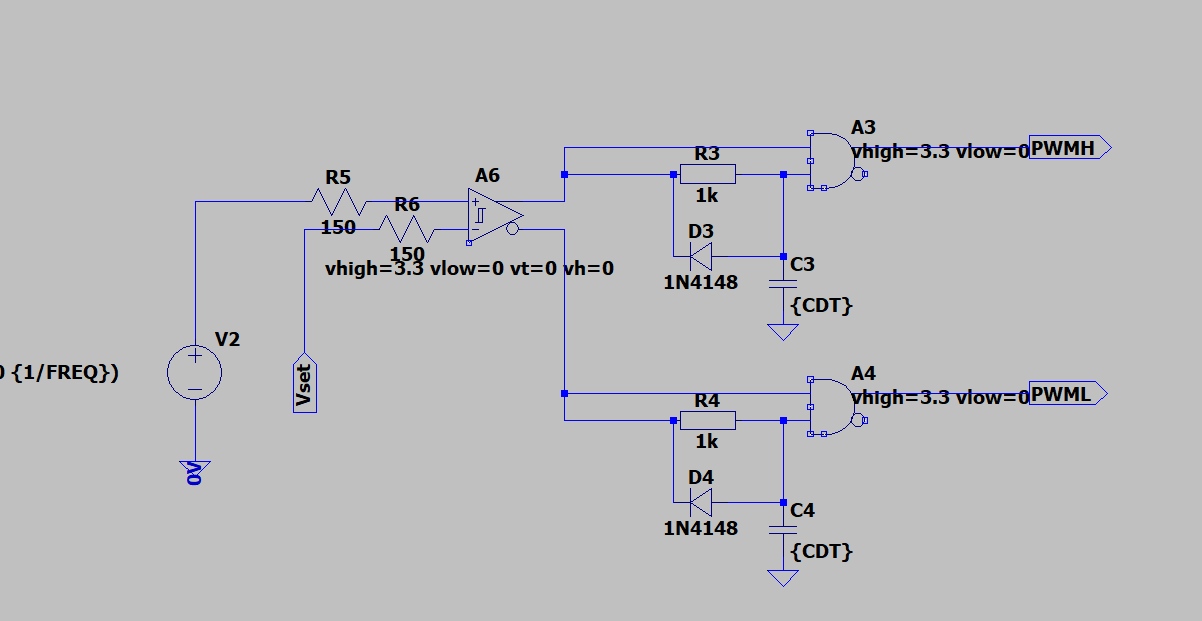 A3
vhigh=3.3 vlow=0
PWMH
R3
1k
R5
150
R6
150
A6
vhigh=3.3 vlow=0 vt=0 vh=0
D3
1N4148
C3
{CDT}
V2
0 {1/FREQ})
Vset
0V
A4
vhigh=3.3 vlow=0
PWML
R4
1k
D4
1N4148
C4
{CDT}